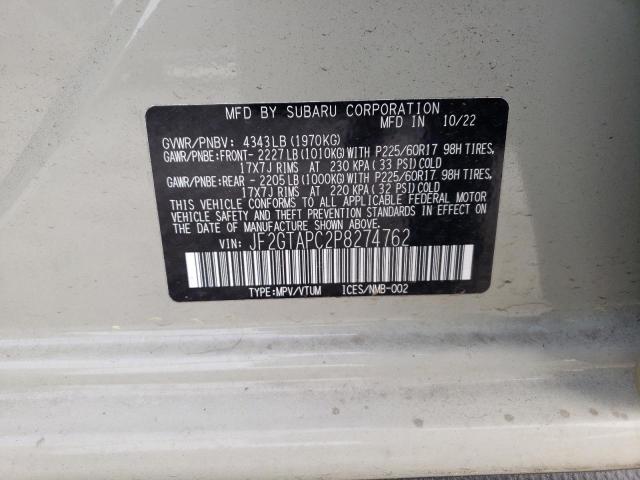 MFD BY SUBARU CORPORATION
MFD IN 10/22
GVWR/PNBV: 4343LB(1970KG)
GAWR/PNBE:FRONT- 2227LB(1010KG)WITH P225/60R17 98H TIRES,
17X7J RIMS AT 230 KPA(33 PSI)COLD
GAWR/PNBE:REAR - 2205LB(1000KG)WITH P225/60R17 98H TIRES,
17X7J RIMS AT 220 KPA(32 PSI)COLD
THIS VEHICLE CONFORMS TO ALL APPLICABLE FEDERAL MOTOR
VEHICLE SAFETY AND THEFT PREVENTION STANDARDS IN EFFECT
ON THE DATE OF MANUFACTURE SHOWN ABOVE.
VIN: JF2GTAPC2P8274762
TYPE:MPV/VTUM ICES/NMB-002